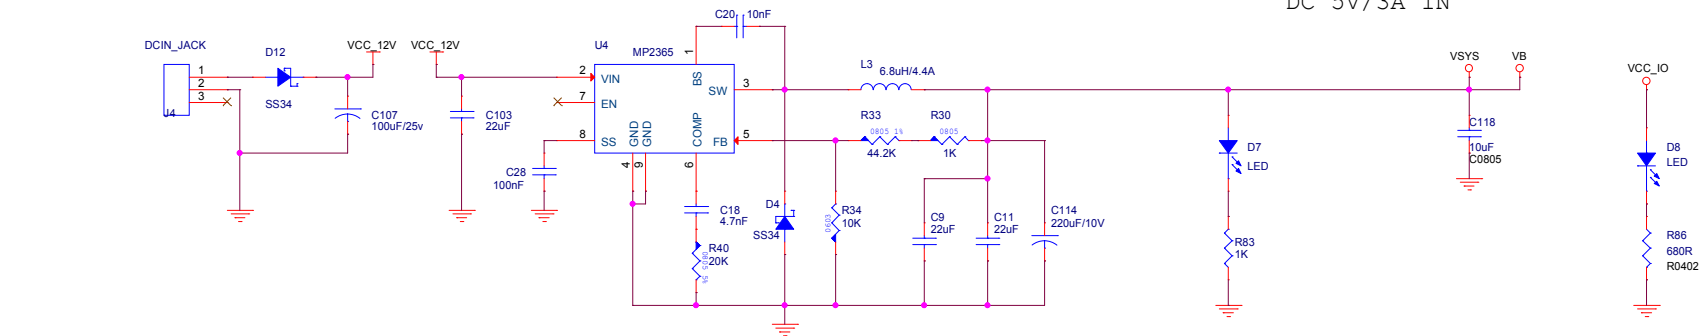 DC 5V/3A IN
C20 10nF
DCIN_JACK
D12
VCC_12V
VCC_12V
U4
MP2365
VSYS
VB
1
2
3
J4
SS34
C107
100uF/25v
C103
22uF
2
VIN
7
EN
8
SS
GND
GND
COMP
BS
SW
FB
1
3
5
4
9
6
L3
6.8uH/4.4A
VCC_IO
R33
0805 1%
44.2K
R30
0805
1K
C28
100nF
C18
4.7nF
R40
20K
0805 5%
D4
SS34
R34
10K
0603
C9
22uF
C11
22uF
C114
220uF/10V
D7
LED
R83
1K
C118
10uF
C0805
D8
LED
R86
680R
R0402